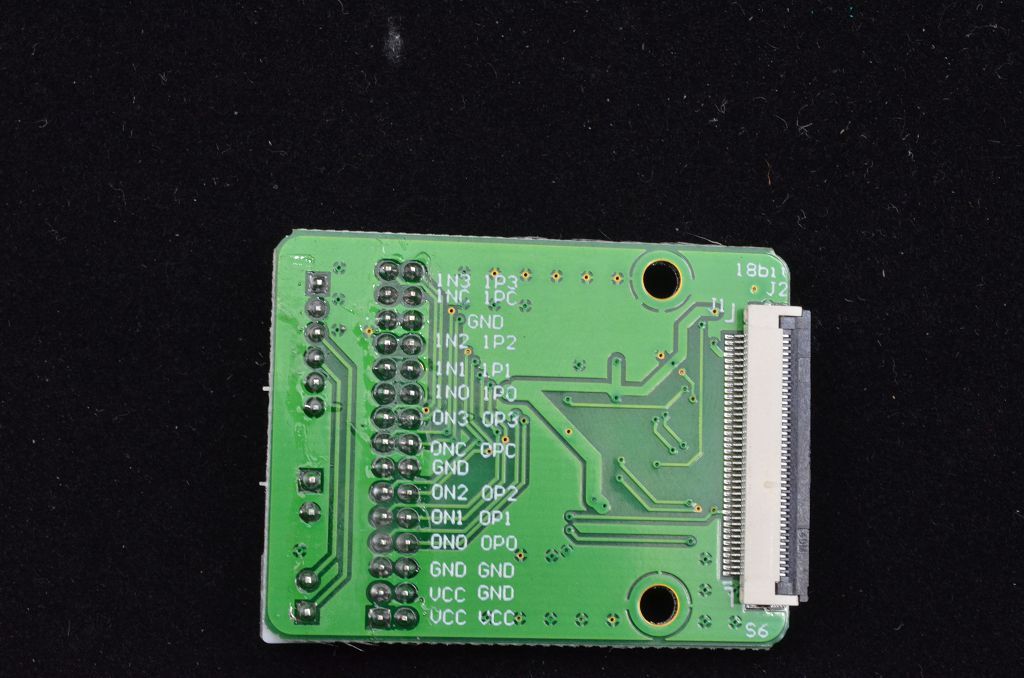 18bit
J2
J1
1N3 1P3
1NC 1PC
GND
1N2 1P2
1N1 1P1
1N0 1P0
0N3 0P3
0NC 0PC
GND
0N2 0P2
0N1 0P1
0N0 0P0
GND GND
VCC GND
VCC VCC
S6